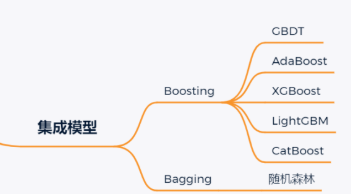 GBDT
AdaBoost
Boosting
XGBoost
LightGBM
集成模型
CatBoost
Bagging
随机森林